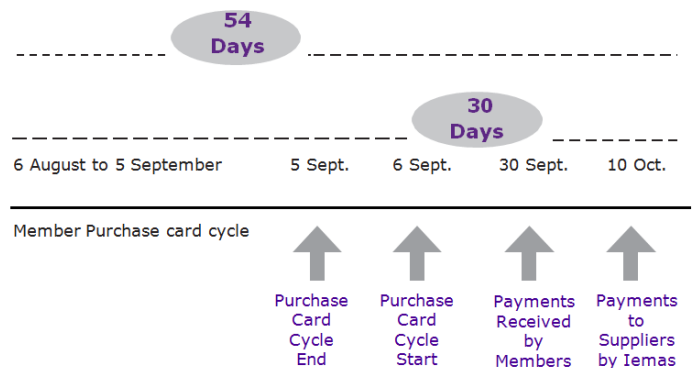 54
Days
30
Days
6 August to 5 September
5 Sept.
6 Sept.
30 Sept.
10 Oct.
Member Purchase card cycle
Purchase
Card
Cycle
End
Purchase
Card
Cycle
Start
Payments
Received
by
Members
Payments
to
Suppliers
by Iemas